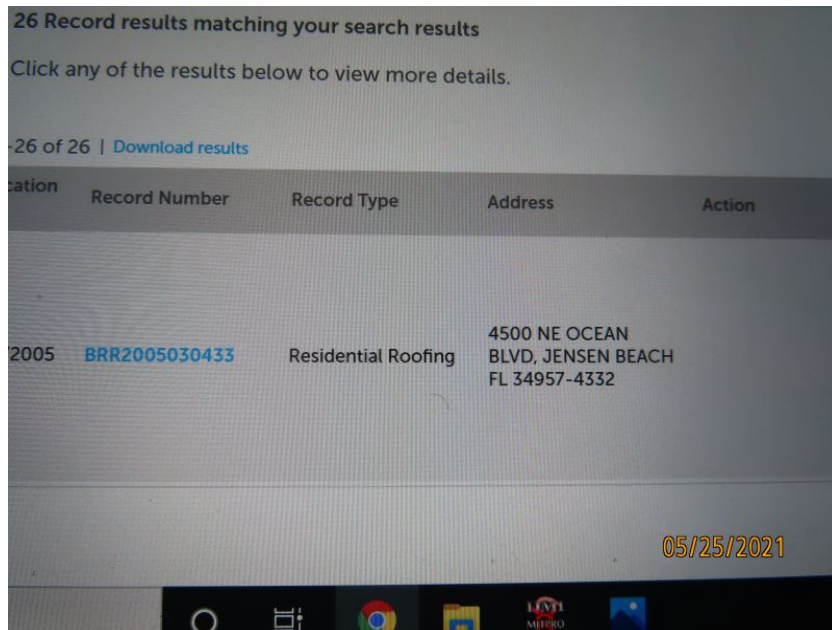 26 Record results matching your search results
Click any of the results below to view more details.
-26 of 26 | Download results
cation
Record Number Record Type Address Action
/2005 BRR2005030433 Residential Roofing 4500 NE OCEAN
BLVD, JENSEN BEACH
FL 34957-4332
05/25/2021
MITPRO